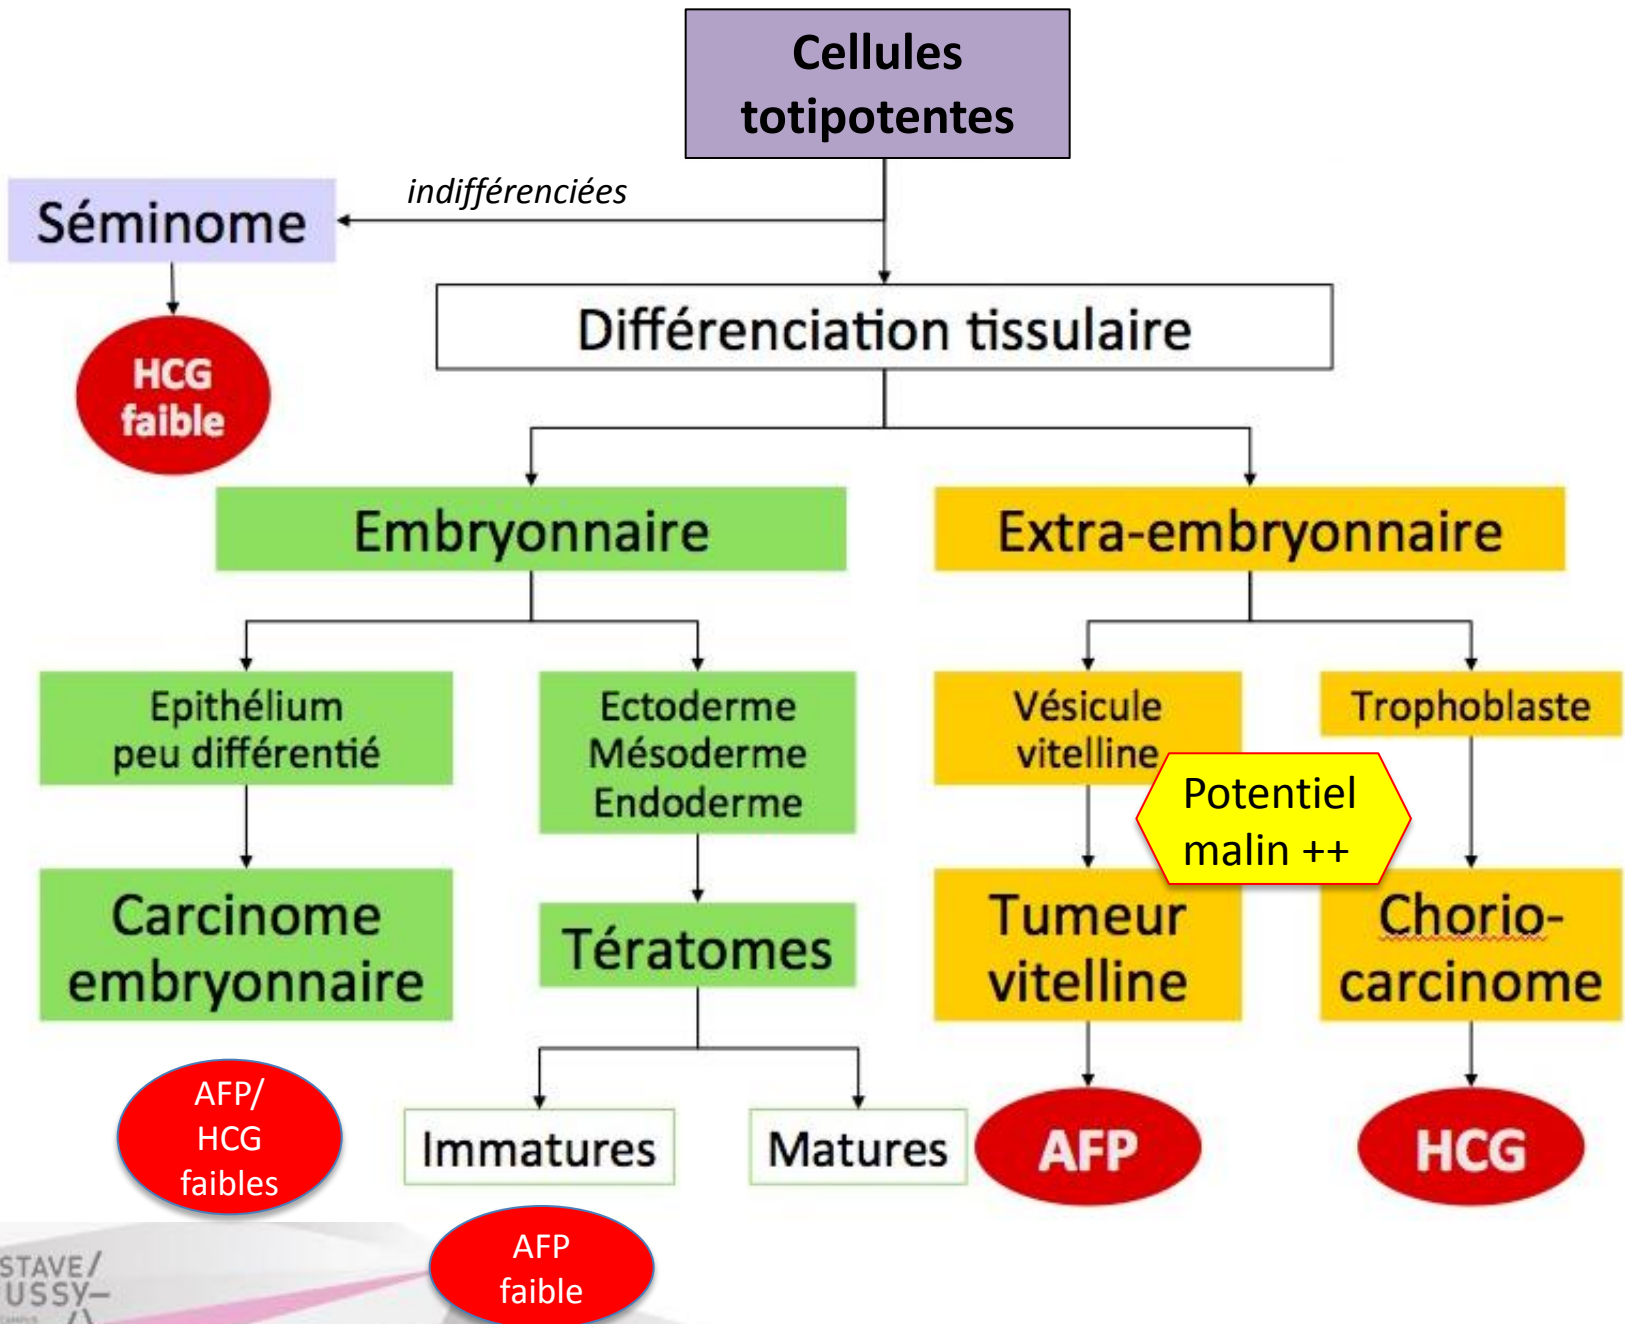 Cellules
totipotentes
indifférenciées
Séminome
HCG
faible
Différenciation tissulaire
Embryonnaire
Extra-embryonnaire
Epithélium
peu différentié
Ectoderme
Mésoderme
Endoderme
Vésicule
vitelline
Trophoblaste
Potentiel
malin ++
Carcinome
embryonnaire
Tératomes
Tumeur
vitelline
Chorio-
carcinome
AFP/
HCG
faibles
Immatures
Matures
AFP
HCG
AFP
faible
STAVE/
USSY—